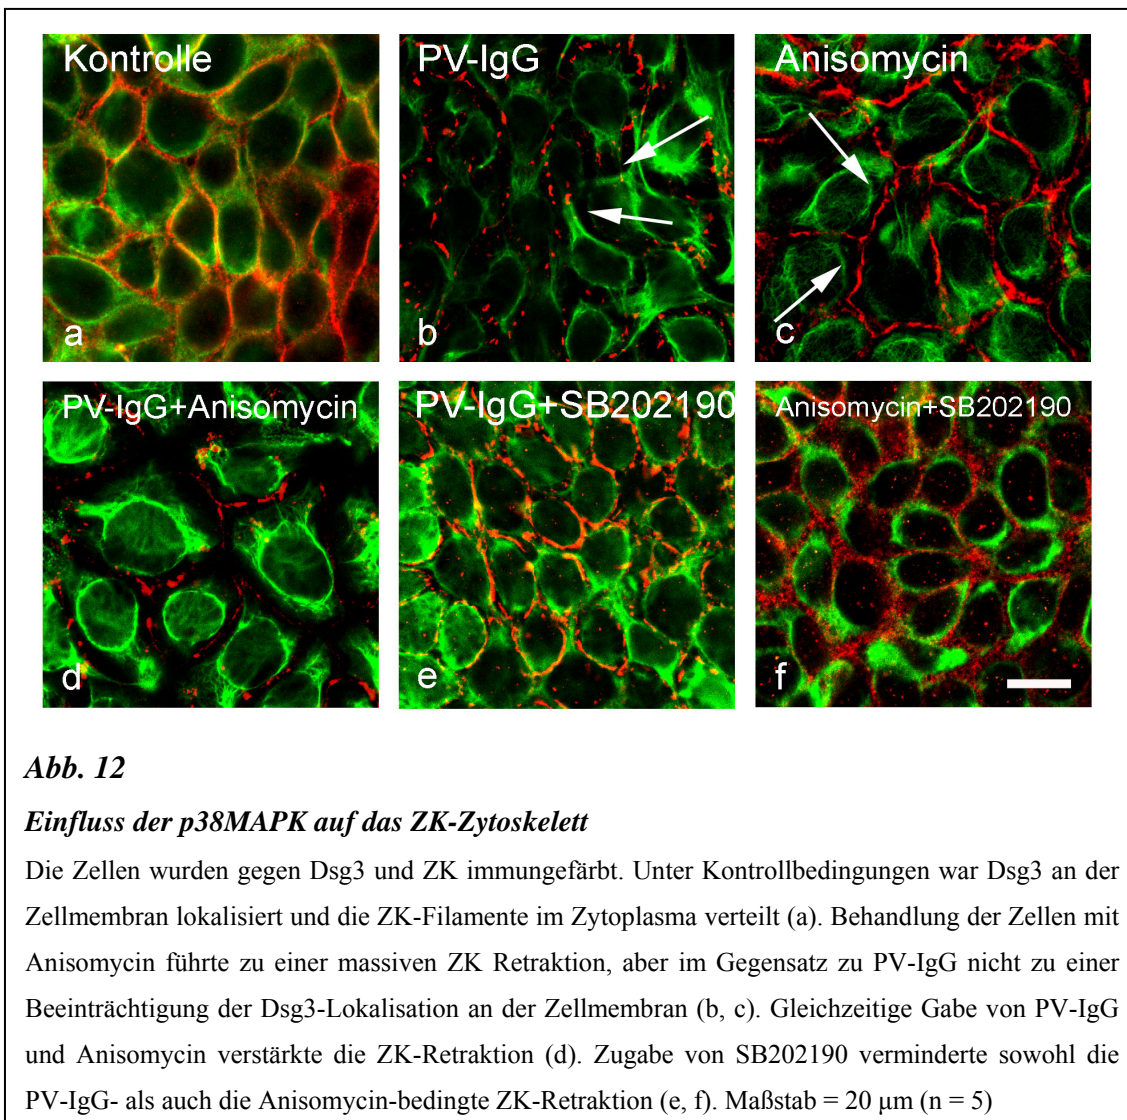 Kontrolle
PV-IgG
Anisomycin
a
b
c
PV-IgG+Anisomycin
PV-IgG+SB202190
Anisomycin+SB202190
d
e
f
Abb. 12
Einfluss der p38MAPK auf das ZK-Zytoskelett
Die Zellen wurden gegen Dsg3 und ZK immungefärbt. Unter Kontrollbedingungen war Dsg3 an der
Zellmembran lokalisiert und die ZK-Filamente im Zytoplasma verteilt (a). Behandlung der Zellen mit
Anisomycin führte zu einer massiven ZK Retraktion, aber im Gegensatz zu PV-IgG nicht zu einer
Beeinträchtigung der Dsg3-Lokalisation an der Zellmembran (b, c). Gleichzeitige Gabe von PV-IgG
und Anisomycin verstärkte die ZK-Retraktion (d). Zugabe von SB202190 verminderte sowohl die
PV-IgG- als auch die Anisomycin-bedingte ZK-Retraktion (e, f). Maßstab = 20 µm (n = 5)